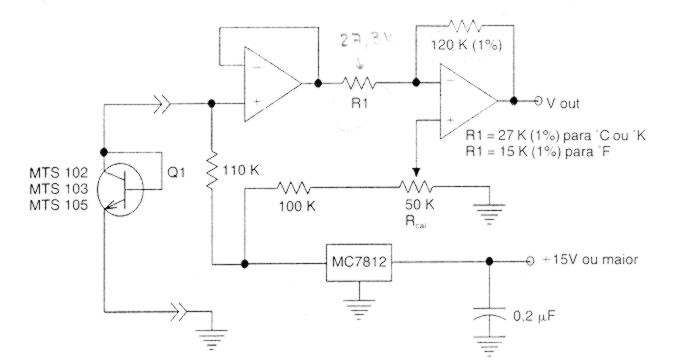 27,3K
120 K (1%)
−
+
−
+
R1
V out
R1 = 27 K (1%) para °C ou °K
R1 = 15 K (1%) para °F
MTS 102
MTS 103
MTS 105
Q1
110 K
100 K
50 K
Rcal
MC7812
+15V ou maior
0.2 µF